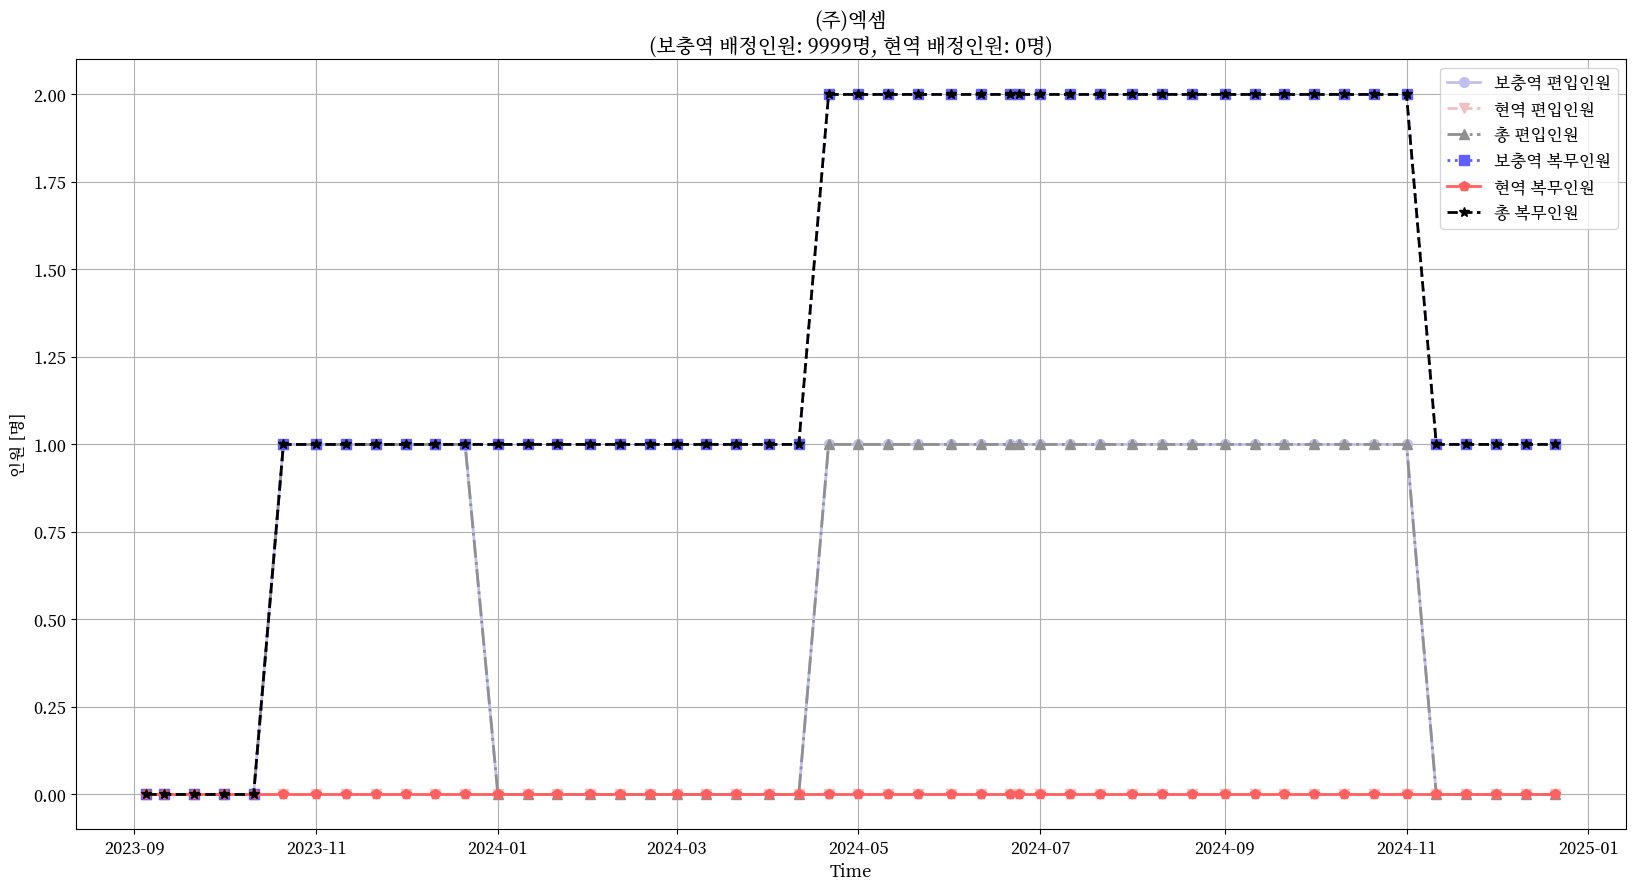 (주)엑셈
(보충역 배정인원: 9999명, 현역 배정인원: 0명)
인원 [명]
2.00
1.75
1.50
1.25
1.00
0.75
0.50
0.25
0.00
보충역 편입인원
현역 편입인원
총 편입인원
보충역 복무인원
현역 복무인원
총 복무인원
2023-09
2023-11
2024-01
2024-03
2024-05
2024-07
2024-09
2024-11
2025-01
Time